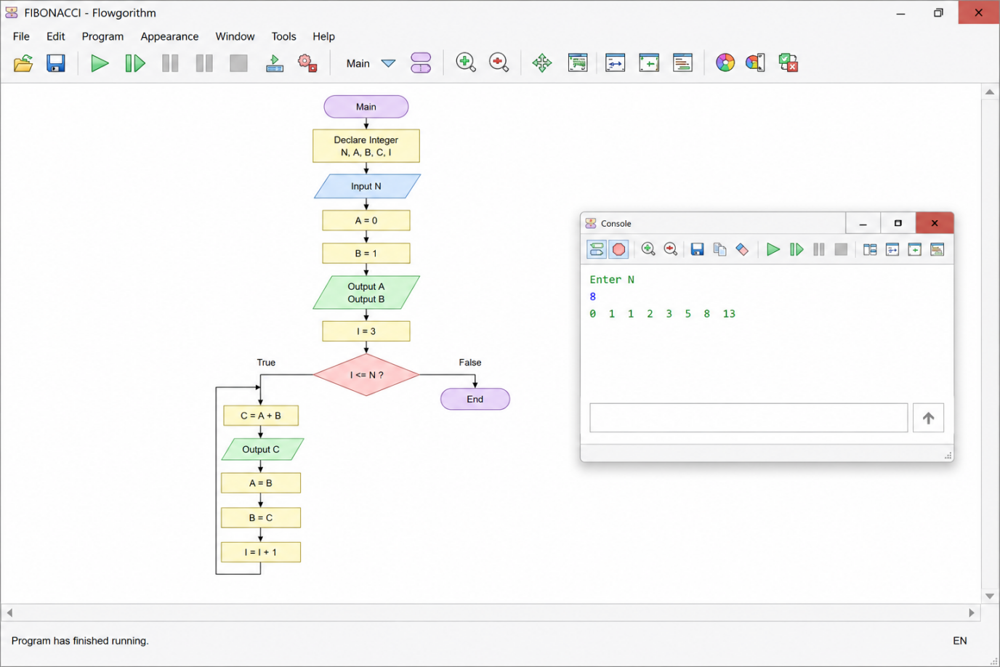 FIBONACCI - Flowgorithm
File Edit Program Appearance Window Tools Help
Main
Main
Declare Integer
N, A, B, C, I
Input N
A = 0
B = 1
Output A
Output B
I = 3
True
I <= N ?
False
End
C = A + B
Output C
A = B
B = C
I = I + 1
Console
Enter N
8
0 1 1 2 3 5 8 13
Program has finished running.
EN